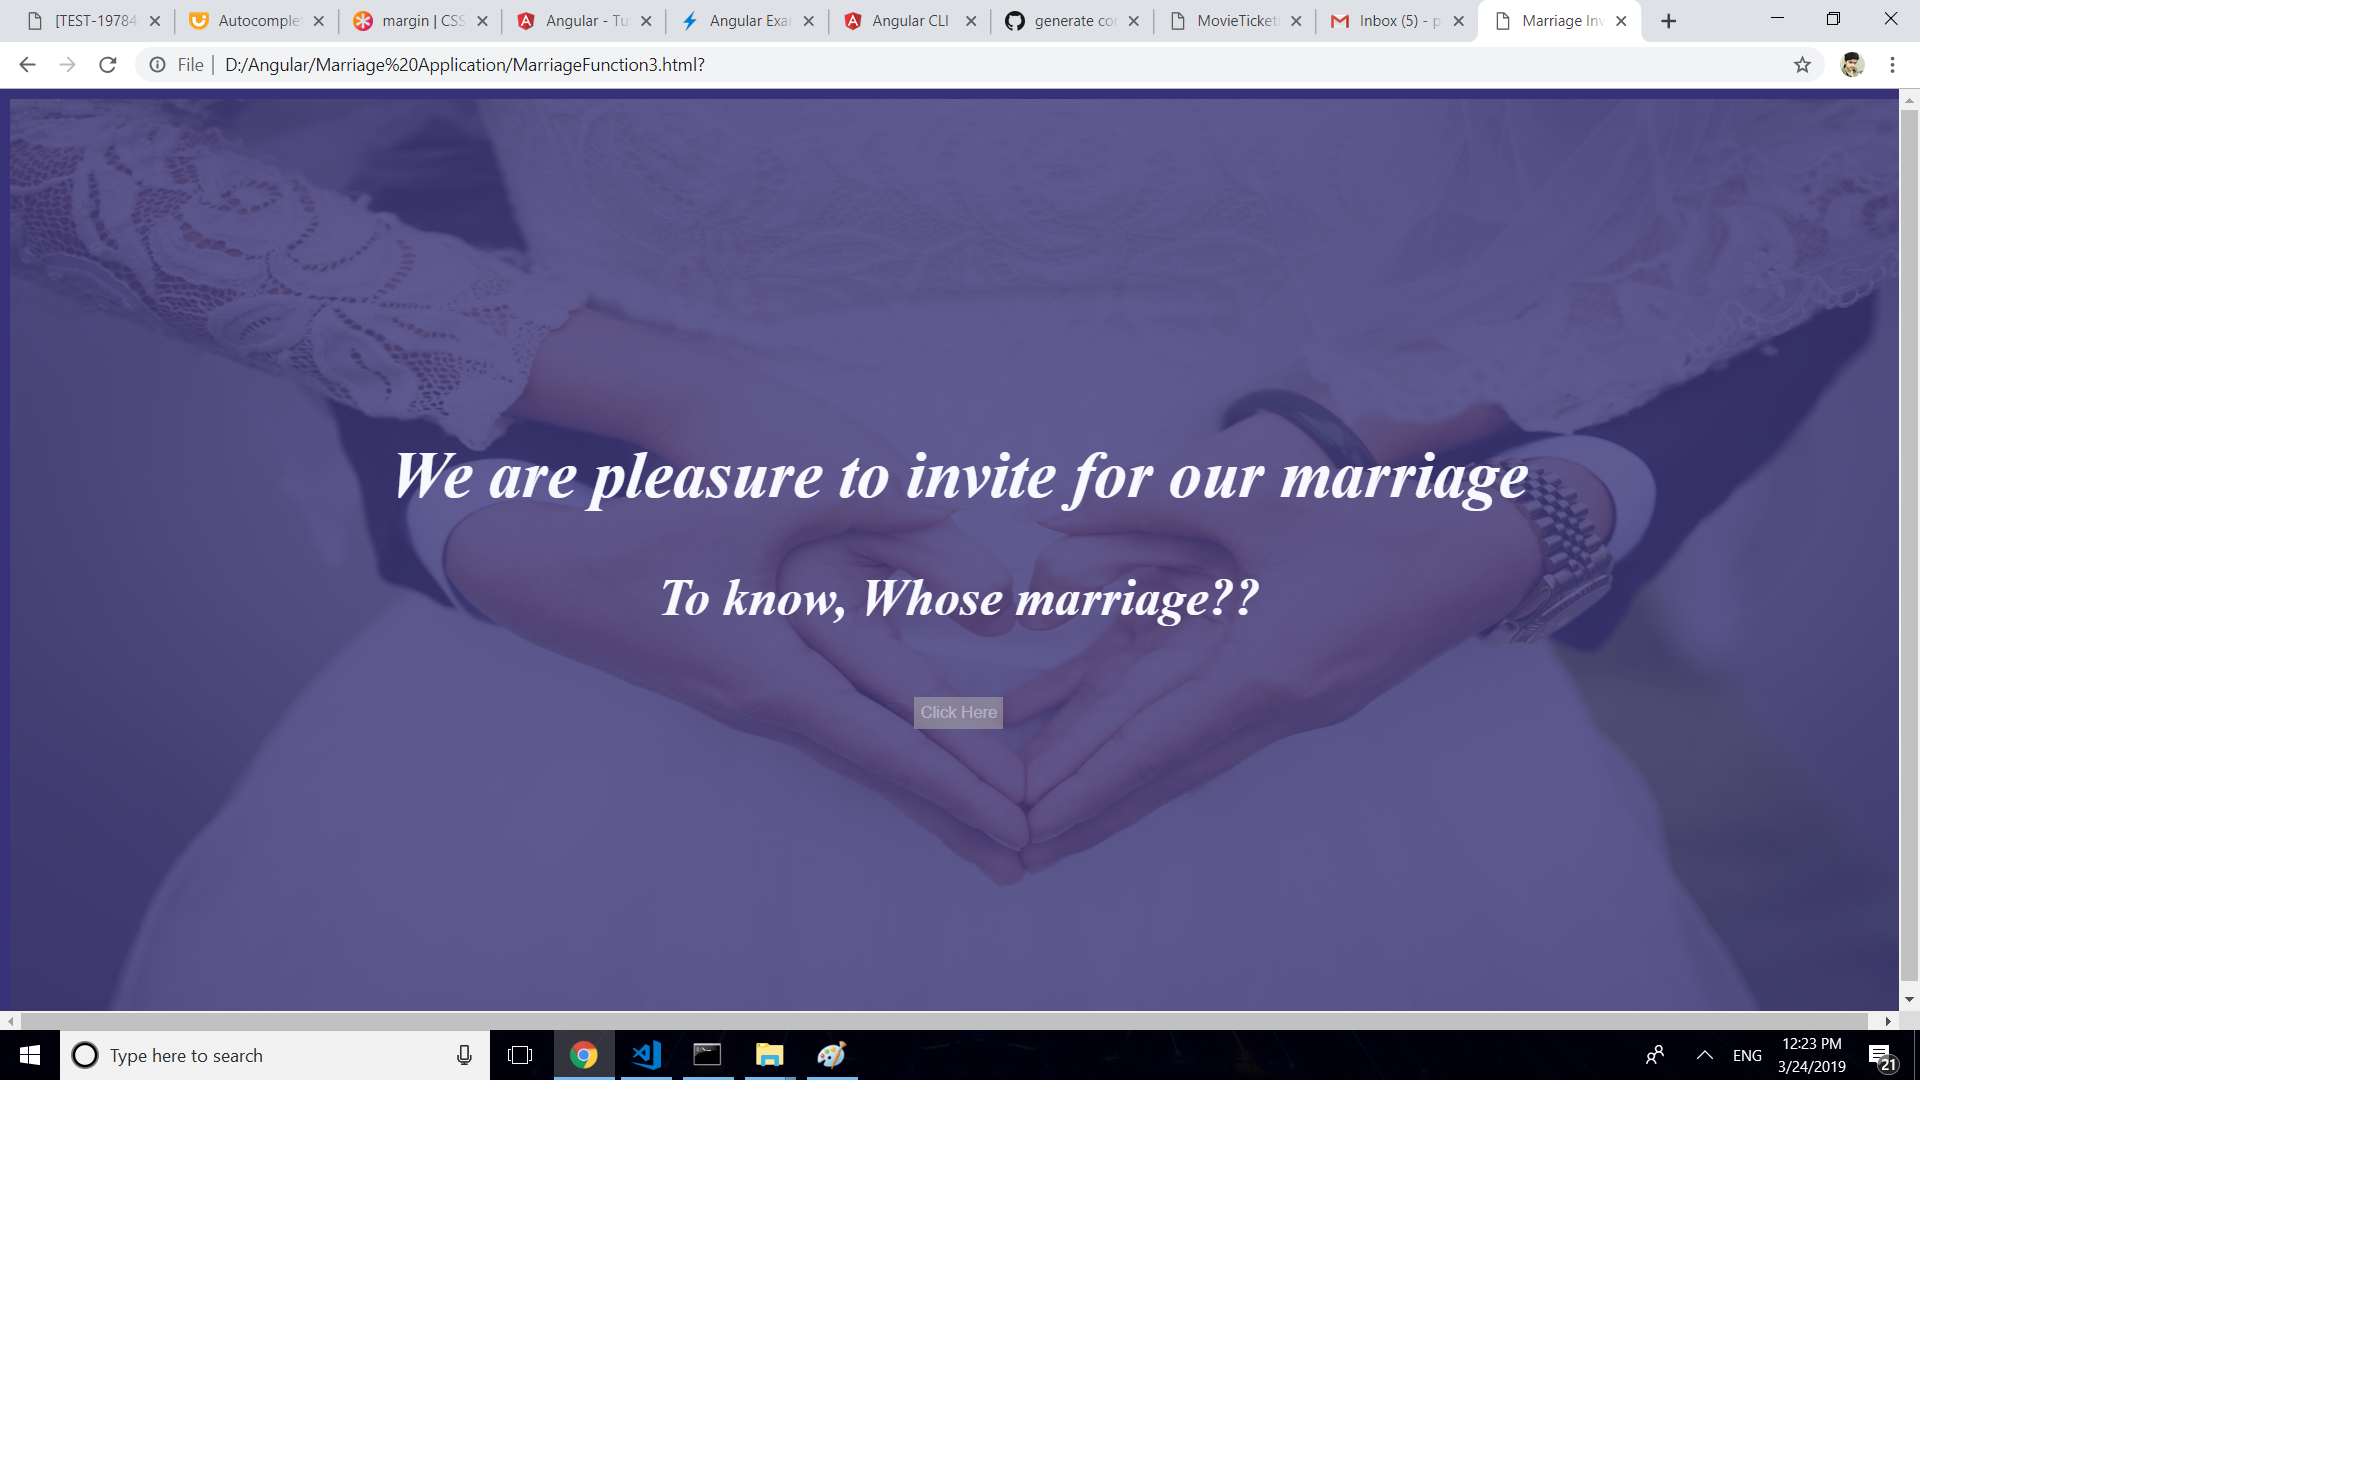 [TEST-19784
Autocomple
margin | CSS
Angular - Tu
Angular Exa
Angular CLI
generate co
MovieTicket
Inbox (5) - p
Marriage Inv
File
D:/Angular/Marriage%20Application/MarriageFunction3.html?
We are pleasure to invite for our marriage
To know, Whose marriage??
Click Here
Type here to search
ENG
12:23 PM
3/24/2019
21